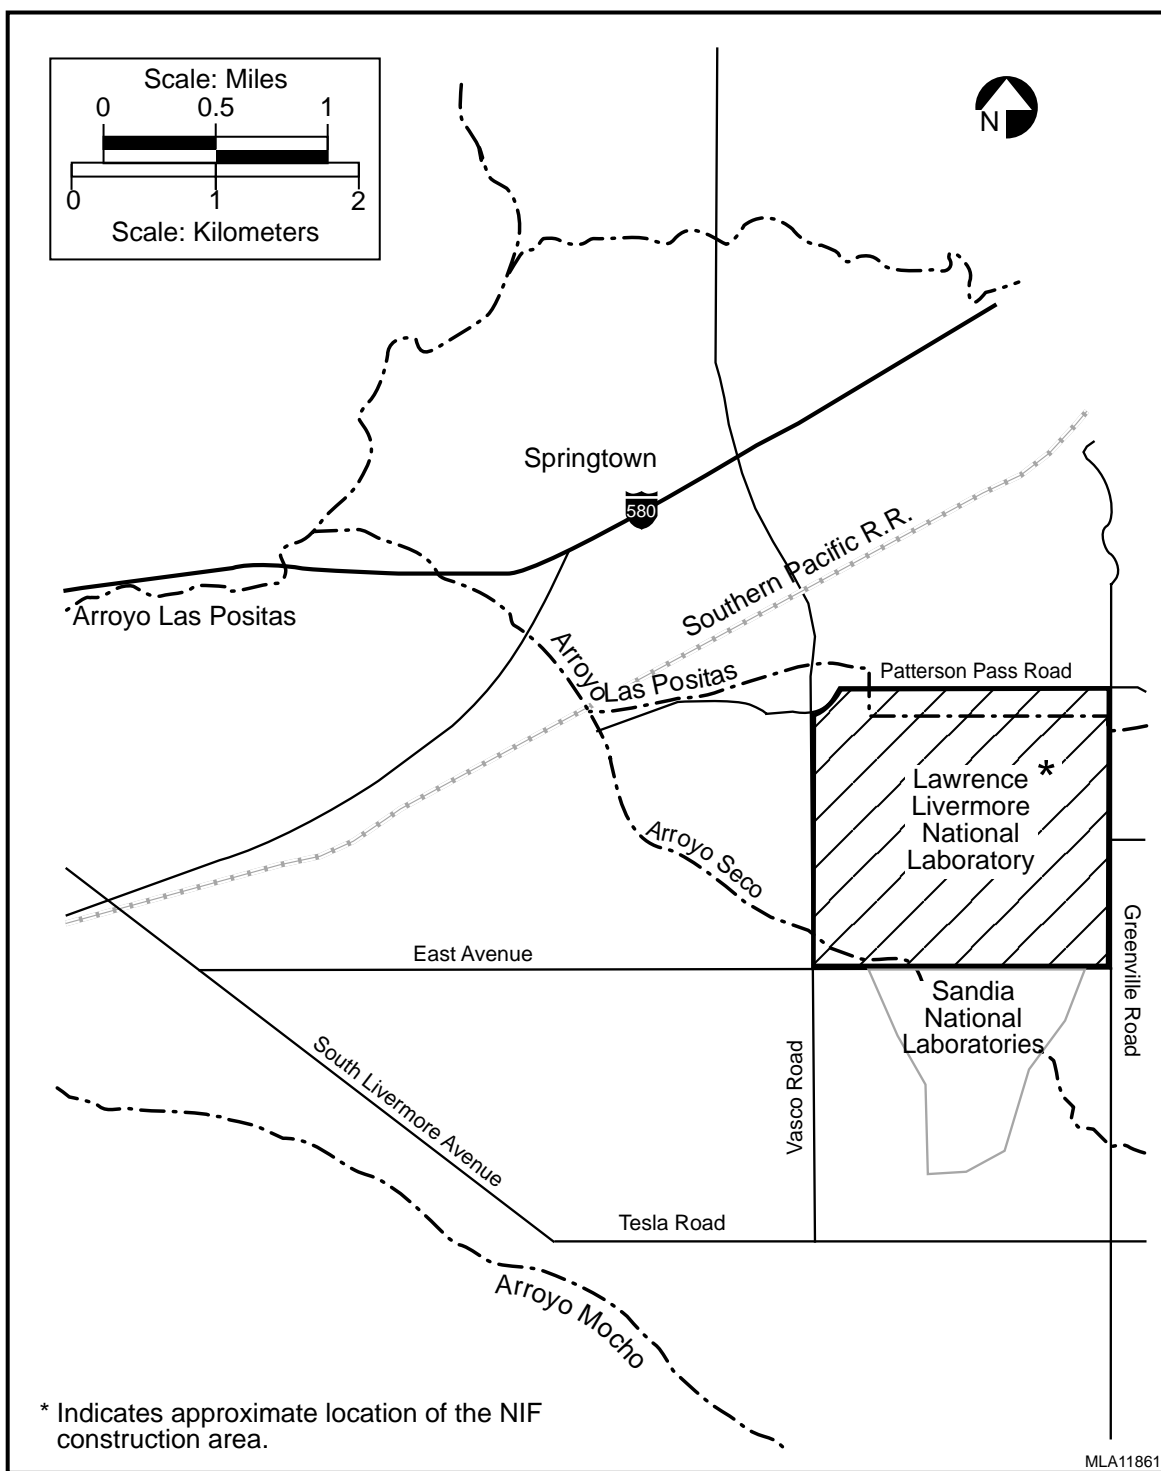 Scale: Miles
0 0.5 1
0 1 2
Scale: Kilometers
N
Springtown
580
Southern Pacific R.R.
Arroyo Las Positas
Arroyo
Las Positas
Patterson Pass Road
Lawrence *
Livermore
National
Laboratory
Arroyo Seco
East Avenue
Greenville Road
Sandia
National
Laboratories
South Livermore Avenue
Vasco Road
Tesla Road
Arroyo Mocho
* Indicates approximate location of the NIF
construction area.
MLA11861